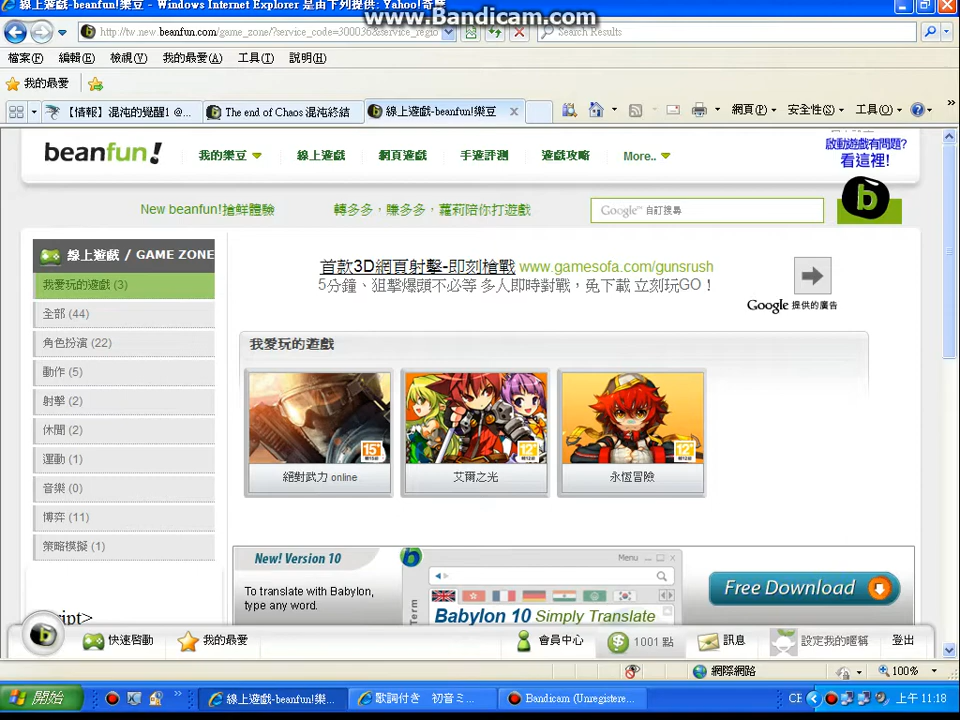 線上遊戲-beanfun!樂豆 - Windows Internet Explorer 是由下列提供: Yahoo!奇摩
www.Bandicam.com
http://tw.new.beanfun.com/game_zone/?service_code=300036&service_regio
Search Results
檔案(F) 編輯(E) 檢視(V) 我的最愛(A) 工具(T) 說明(H)
我的最愛
【情報】混沌的覺醒1 @... The end of Chaos 混沌終結 線上遊戲-beanfun!樂豆 網頁(P) 安全性(S) 工具(O)
beanfun! 我的樂豆 線上遊戲 網頁遊戲 手遊評測 遊戲攻略 More..
啟動遊戲有問題?
看這裡!
New beanfun!搶鮮體驗 轉多多，賺多多，蘿莉陪你打遊戲 Google™ 自訂搜尋
線上遊戲 / GAME ZONE
我愛玩的遊戲 (3)
全部 (44)
角色扮演 (22)
動作 (5)
射擊 (2)
休閒 (2)
運動 (1)
音樂 (0)
博弈 (11)
策略模擬 (1)
首款3D網頁射擊-即刻槍戰 www.gamesofa.com/gunsrush
5分鐘、狙擊爆頭不必等 多人即時對戰，免下載 立刻玩GO！
Google 提供的廣告
我愛玩的遊戲
15+ 12+ 12+
絕對武力 online 艾爾之光 永恆冒險
New! Version 10
To translate with Babylon,
type any word.
Menu
Term
Babylon 10 Simply Translate
Free Download
ript>
快速啟動 我的最愛 會員中心 1001 點 訊息 設定我的暱稱 登出
網際網路 100%
開始 線上遊戲-beanfun!樂... 歌詞付き 初音ミ... Bandicam (Unregistere... CH 上午 11:18